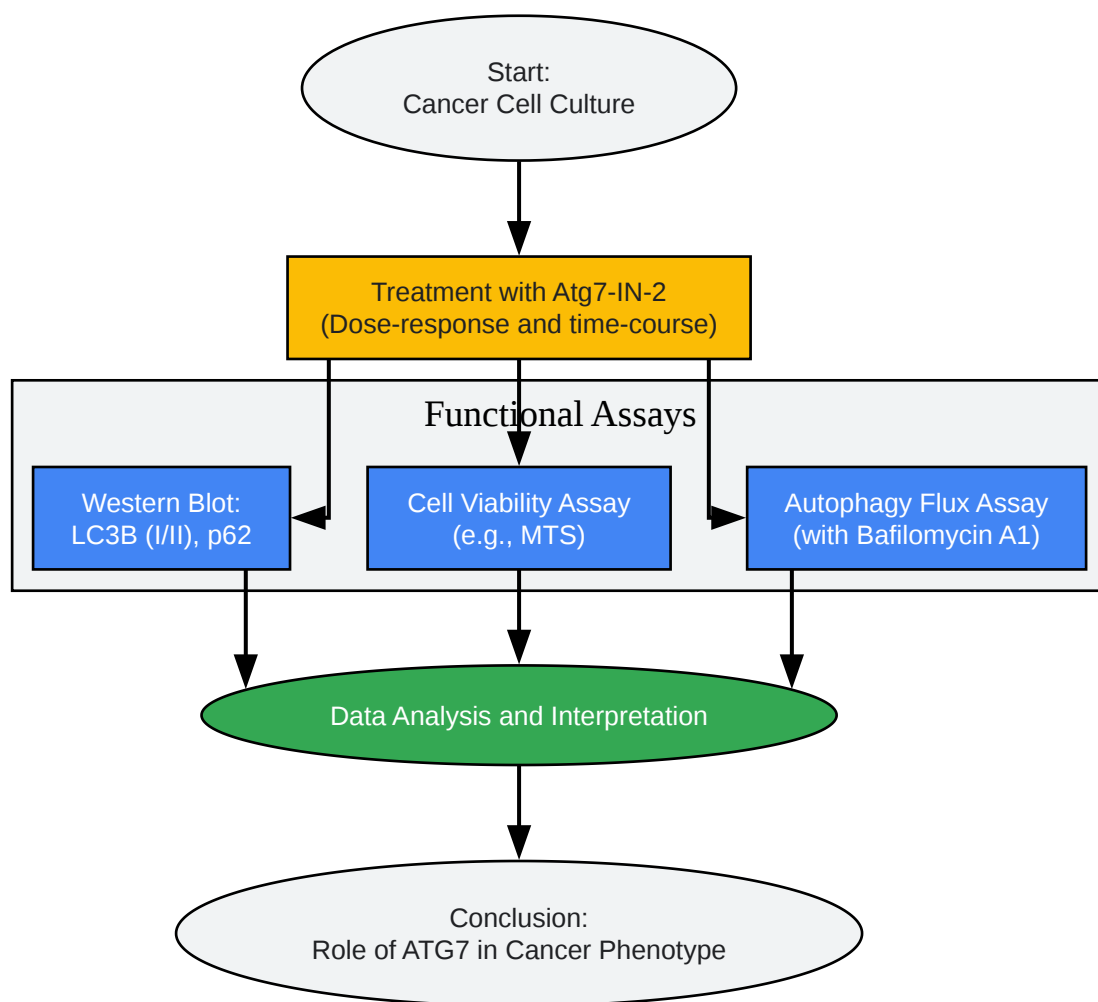 Start:
Cancer Cell Culture
Treatment with Atg7-IN-2
(Dose-response and time-course)
Functional Assays
Western Blot:
LC3B (I/II), p62
Cell Viability Assay
(e.g., MTS)
Autophagy Flux Assay
(with Bafilomycin A1)
Data Analysis and Interpretation
Conclusion:
Role of ATG7 in Cancer Phenotype